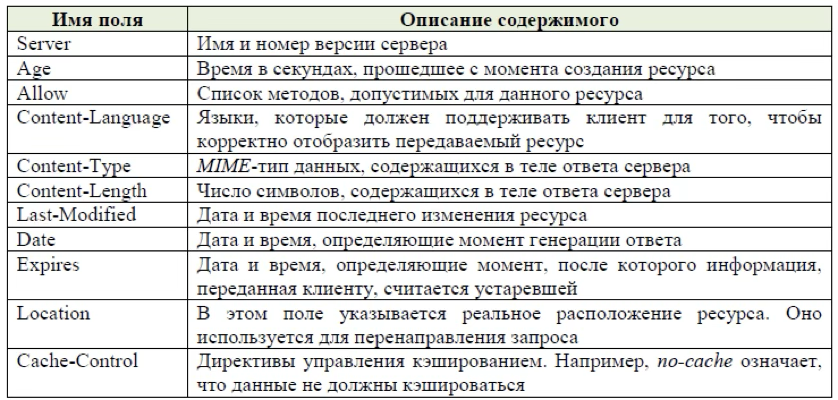 Имя поля Описание содержимого
Server Имя и номер версии сервера
Age Время в секундах, прошедшее с момента создания ресурса
Allow Список методов, допустимых для данного ресурса
Content-Language Языки, которые должен поддерживать клиент для того, чтобы
корректно отобразить передаваемый ресурс
Content-Type MIME-тип данных, содержащихся в теле ответа сервера
Content-Length Число символов, содержащихся в теле ответа сервера
Last-Modified Дата и время последнего изменения ресурса
Date Дата и время, определяющие момент генерации ответа
Expires Дата и время, определяющие момент, после которого информация,
переданная клиенту, считается устаревшей
Location В этом поле указывается реальное расположение ресурса. Оно
используется для перенаправления запроса
Cache-Control Директивы управления кэшированием. Например, no-cache означает,
что данные не должны кэшироваться